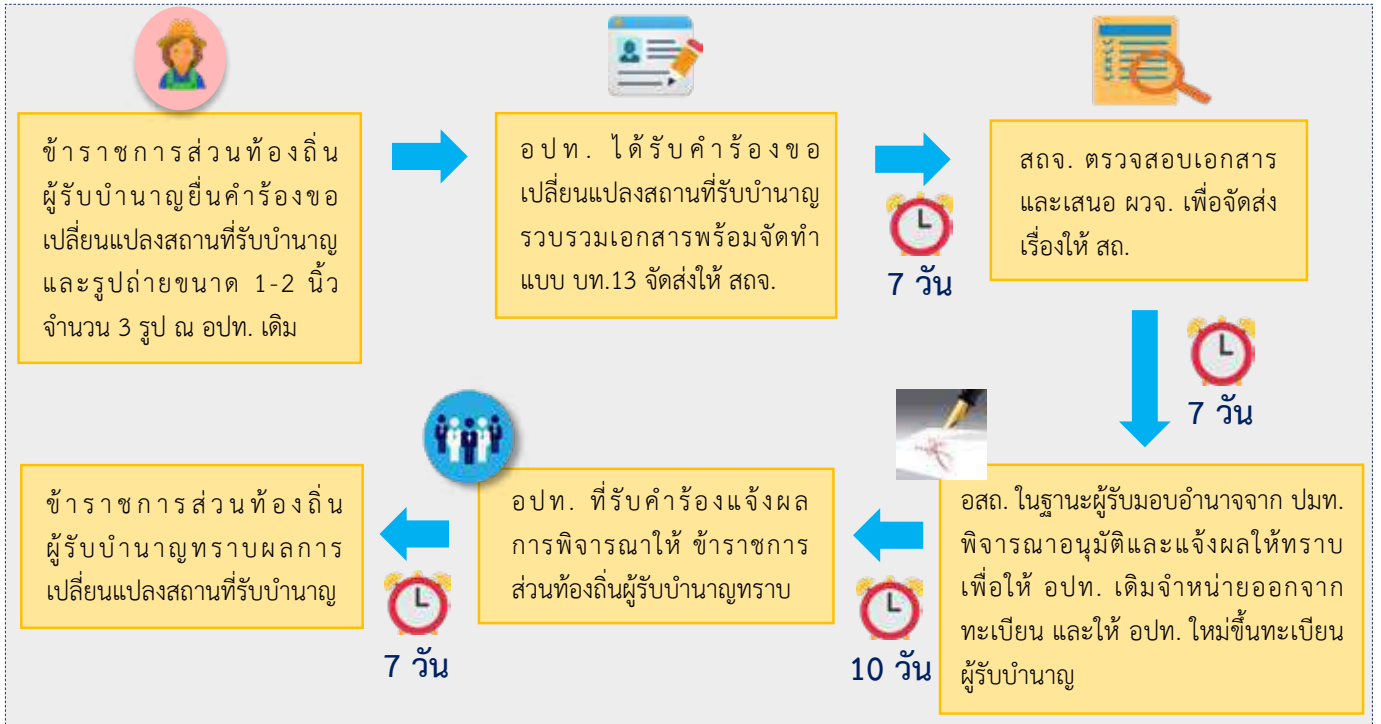 ข้าราชการส่วนท้องถิ่น
ผู้รับบำนาญยื่นคำร้องขอ
เปลี่ยนแปลงสถานที่รับบำนาญ
และรูปถ่ายขนาด 1-2 นิ้ว
จำนวน 3 รูป ณ อปท. เดิม
อปท. ได้รับคำร้องขอ
เปลี่ยนแปลงสถานที่รับบำนาญ
รวบรวมเอกสารพร้อมจัดทำ
แบบ บท.13 จัดส่งให้ สถจ.
7 วัน
สถจ. ตรวจสอบเอกสาร
และเสนอ ผวจ. เพื่อจัดส่ง
เรื่องให้ สถ.
7 วัน
อสถ. ในฐานะผู้รับมอบอำนาจจาก ปมท.
พิจารณาอนุมัติและแจ้งผลให้ทราบ
เพื่อให้ อปท. เดิมจำหน่ายออกจาก
ทะเบียน และให้ อปท. ใหม่ขึ้นทะเบียน
ผู้รับบำนาญ
10 วัน
อปท. ที่รับคำร้องแจ้งผล
การพิจารณาให้ ข้าราชการ
ส่วนท้องถิ่นผู้รับบำนาญทราบ
7 วัน
ข้าราชการส่วนท้องถิ่น
ผู้รับบำนาญทราบผลการ
เปลี่ยนแปลงสถานที่รับบำนาญ